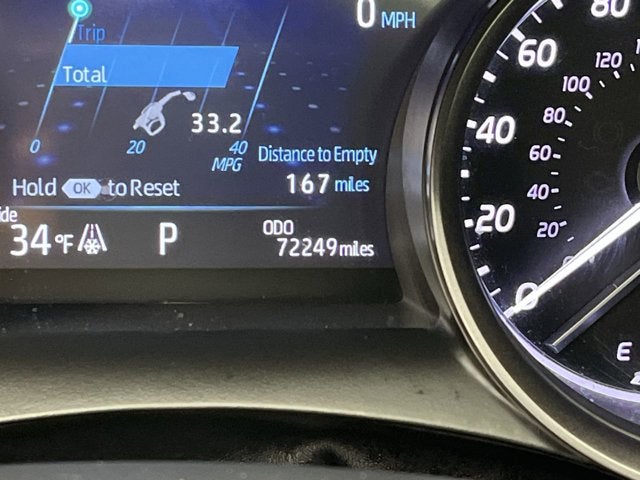 0 MPH
Trip
Total
33.2
0 20 40
MPG
Distance to Empty
167 miles
Hold OK to Reset
34 °F
P
ODO
72249 miles
80
60
40
20
0
120
100
80
60
40
20
E